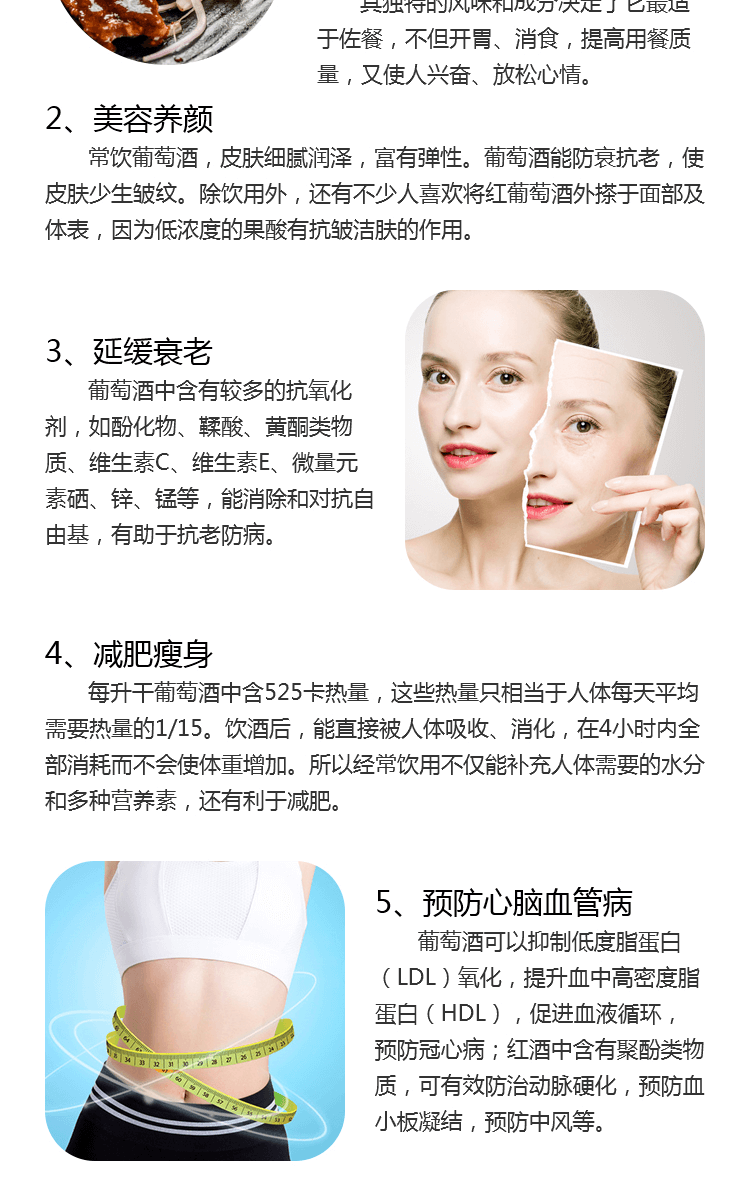 其独特的风味和成分决定了它最适
于佐餐，不但开胃、消食，提高用餐质
量，又使人兴奋、放松心情。
2、美容养颜
常饮葡萄酒，皮肤细腻润泽，富有弹性。葡萄酒能防衰抗老，使
皮肤少生皱纹。除饮用外，还有不少人喜欢将红葡萄酒外搽于面部及
体表，因为低浓度的果酸有抗皱洁肤的作用。
3、延缓衰老
葡萄酒中含有较多的抗氧化
剂，如酚化物、鞣酸、黄酮类物
质、维生素C、维生素E、微量元
素硒、锌、锰等，能消除和对抗自
由基，有助于抗老防病。
4、减肥瘦身
每升干葡萄酒中含525卡热量，这些热量只相当于人体每天平均
需要热量的1/15。饮酒后，能直接被人体吸收、消化，在4小时内全
部消耗而不会使体重增加。所以经常饮用不仅能补充人体需要的水分
和多种营养素，还有利于减肥。
5、预防心脑血管病
葡萄酒可以抑制低度脂蛋白
（LDL）氧化，提升血中高密度脂
蛋白（HDL），促进血液循环，
预防冠心病；红酒中含有聚酚类物
质，可有效防治动脉硬化，预防血
小板凝结，预防中风等。